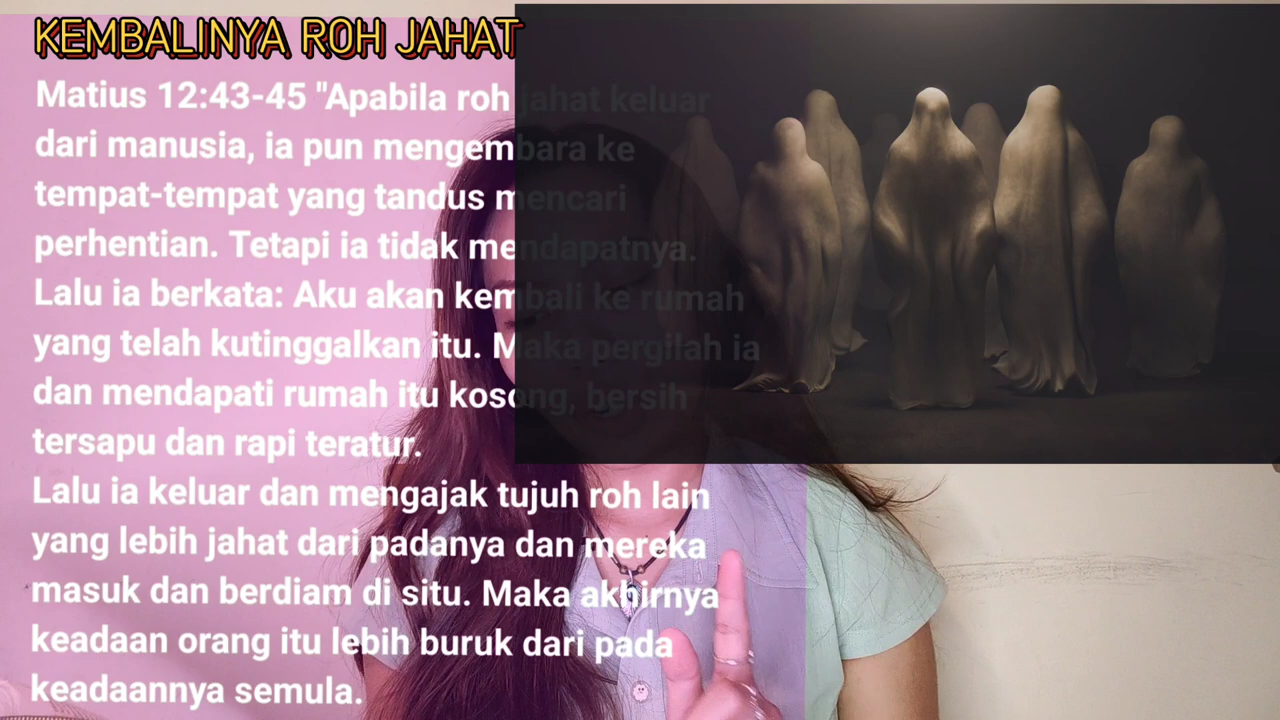 KEMBALINYA ROH JAHAT
Matius 12:43-45 "Apabila roh jahat keluar
dari manusia, ia pun mengembara ke
tempat-tempat yang tandus mencari
perhentian. Tetapi ia tidak mendapatnya.
Lalu ia berkata: Aku akan kembali ke rumah
yang telah kutinggalkan itu. Maka pergilah ia
dan mendapati rumah itu kosong, bersih
tersapu dan rapi teratur.
Lalu ia keluar dan mengajak tujuh roh lain
yang lebih jahat dari padanya dan mereka
masuk dan berdiam di situ. Maka akhirnya
keadaan orang itu lebih buruk dari pada
keadaannya semula.